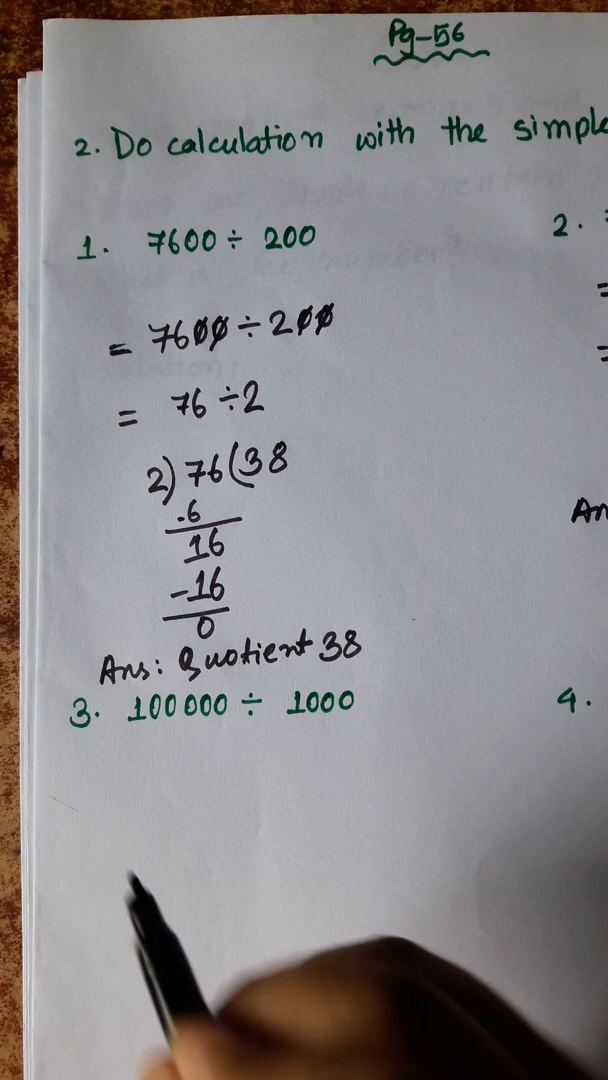 Pg-56
2. Do calculation with the simple
1. 7600 ÷ 200
2.
= 7600 ÷ 200
=
= 76 ÷ 2
=
2) 76 (38
- 6
16
An
-16
0
Ans: Quotient 38
3. 100000 ÷ 1000
4.